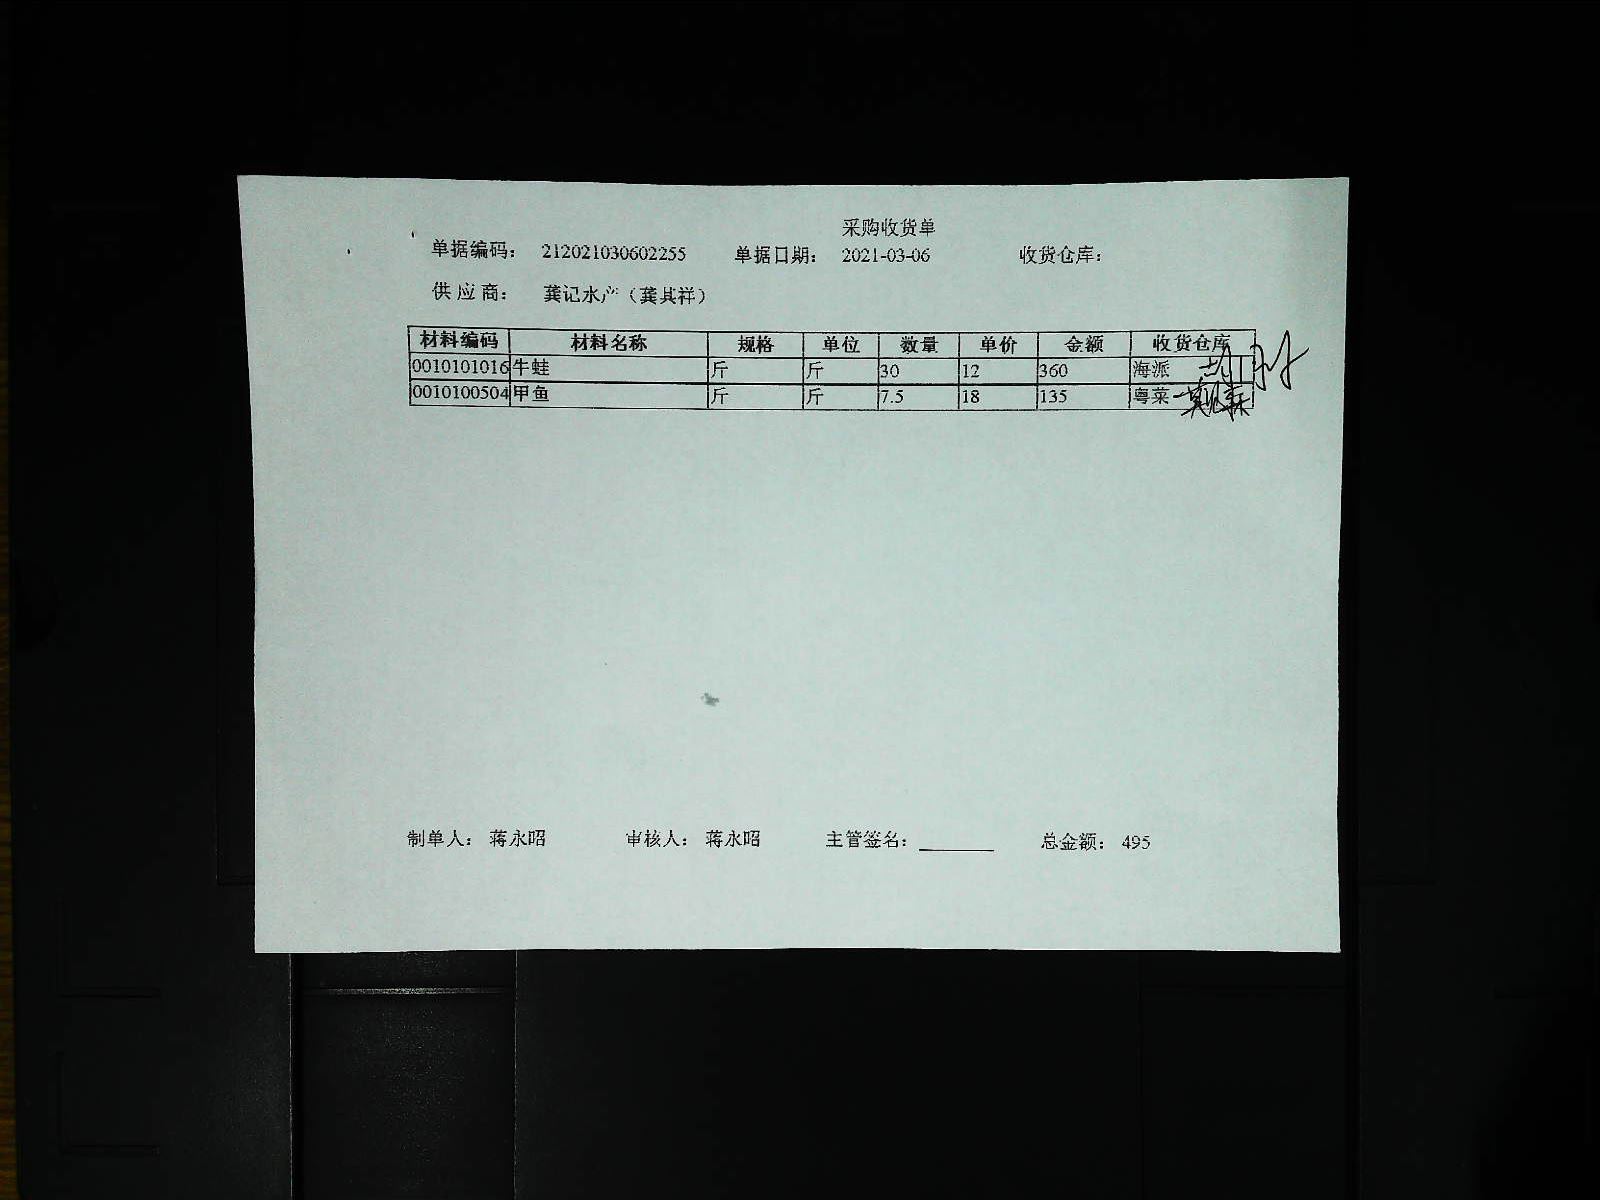 采购收货单
单据编码： 212021030602255 单据日期： 2021-03-06 收货仓库：
供应商： 龚记水产（龚其祥）
材料编码 材料名称 规格 单位 数量 单价 金额 收货仓库
0010101016 牛蛙 斤 斤 30 12 360 海派
0010100504 甲鱼 斤 斤 7.5 18 135 粤菜
制单人： 蒋永昭 审核人： 蒋永昭 主管签名： 总金额： 495